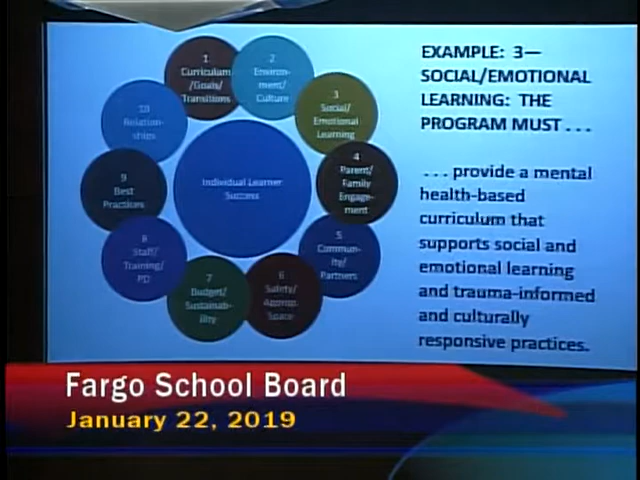 1
Curriculum
/Goals/
Transitions
2
Environ-
ment/
Culture
3
Social/
Emotional
Learning
4
Parent/
Family
Engage-
ment
5
Commun-
ity/
Partners
6
Safety/
Approp.
Space
7
Budget/
Sustainab-
ility
8
Staff/
Training/
PD
9
Best
Practices
10
Relation-
ships
Individual Learner
Success
EXAMPLE: 3—
SOCIAL/EMOTIONAL
LEARNING: THE
PROGRAM MUST . . .
. . . provide a mental
health-based
curriculum that
supports social and
emotional learning
and trauma-informed
and culturally
responsive practices.
Fargo School Board
January 22, 2019